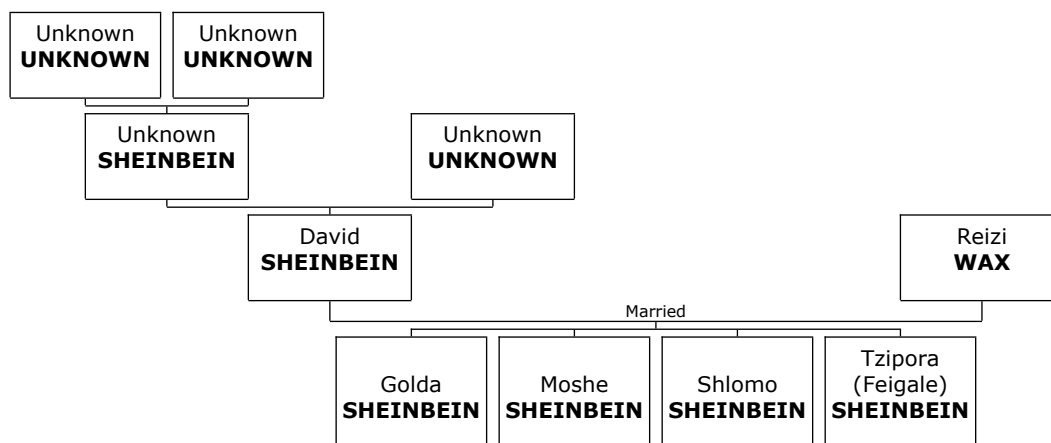 Unknown
UNKNOWN
Unknown
UNKNOWN
Unknown
SHEINBEIN
Unknown
UNKNOWN
David
SHEINBEIN
Reizi
WAX
Married
Golda
SHEINBEIN
Moshe
SHEINBEIN
Shlomo
SHEINBEIN
Tzipora
(Feigale)
SHEINBEIN